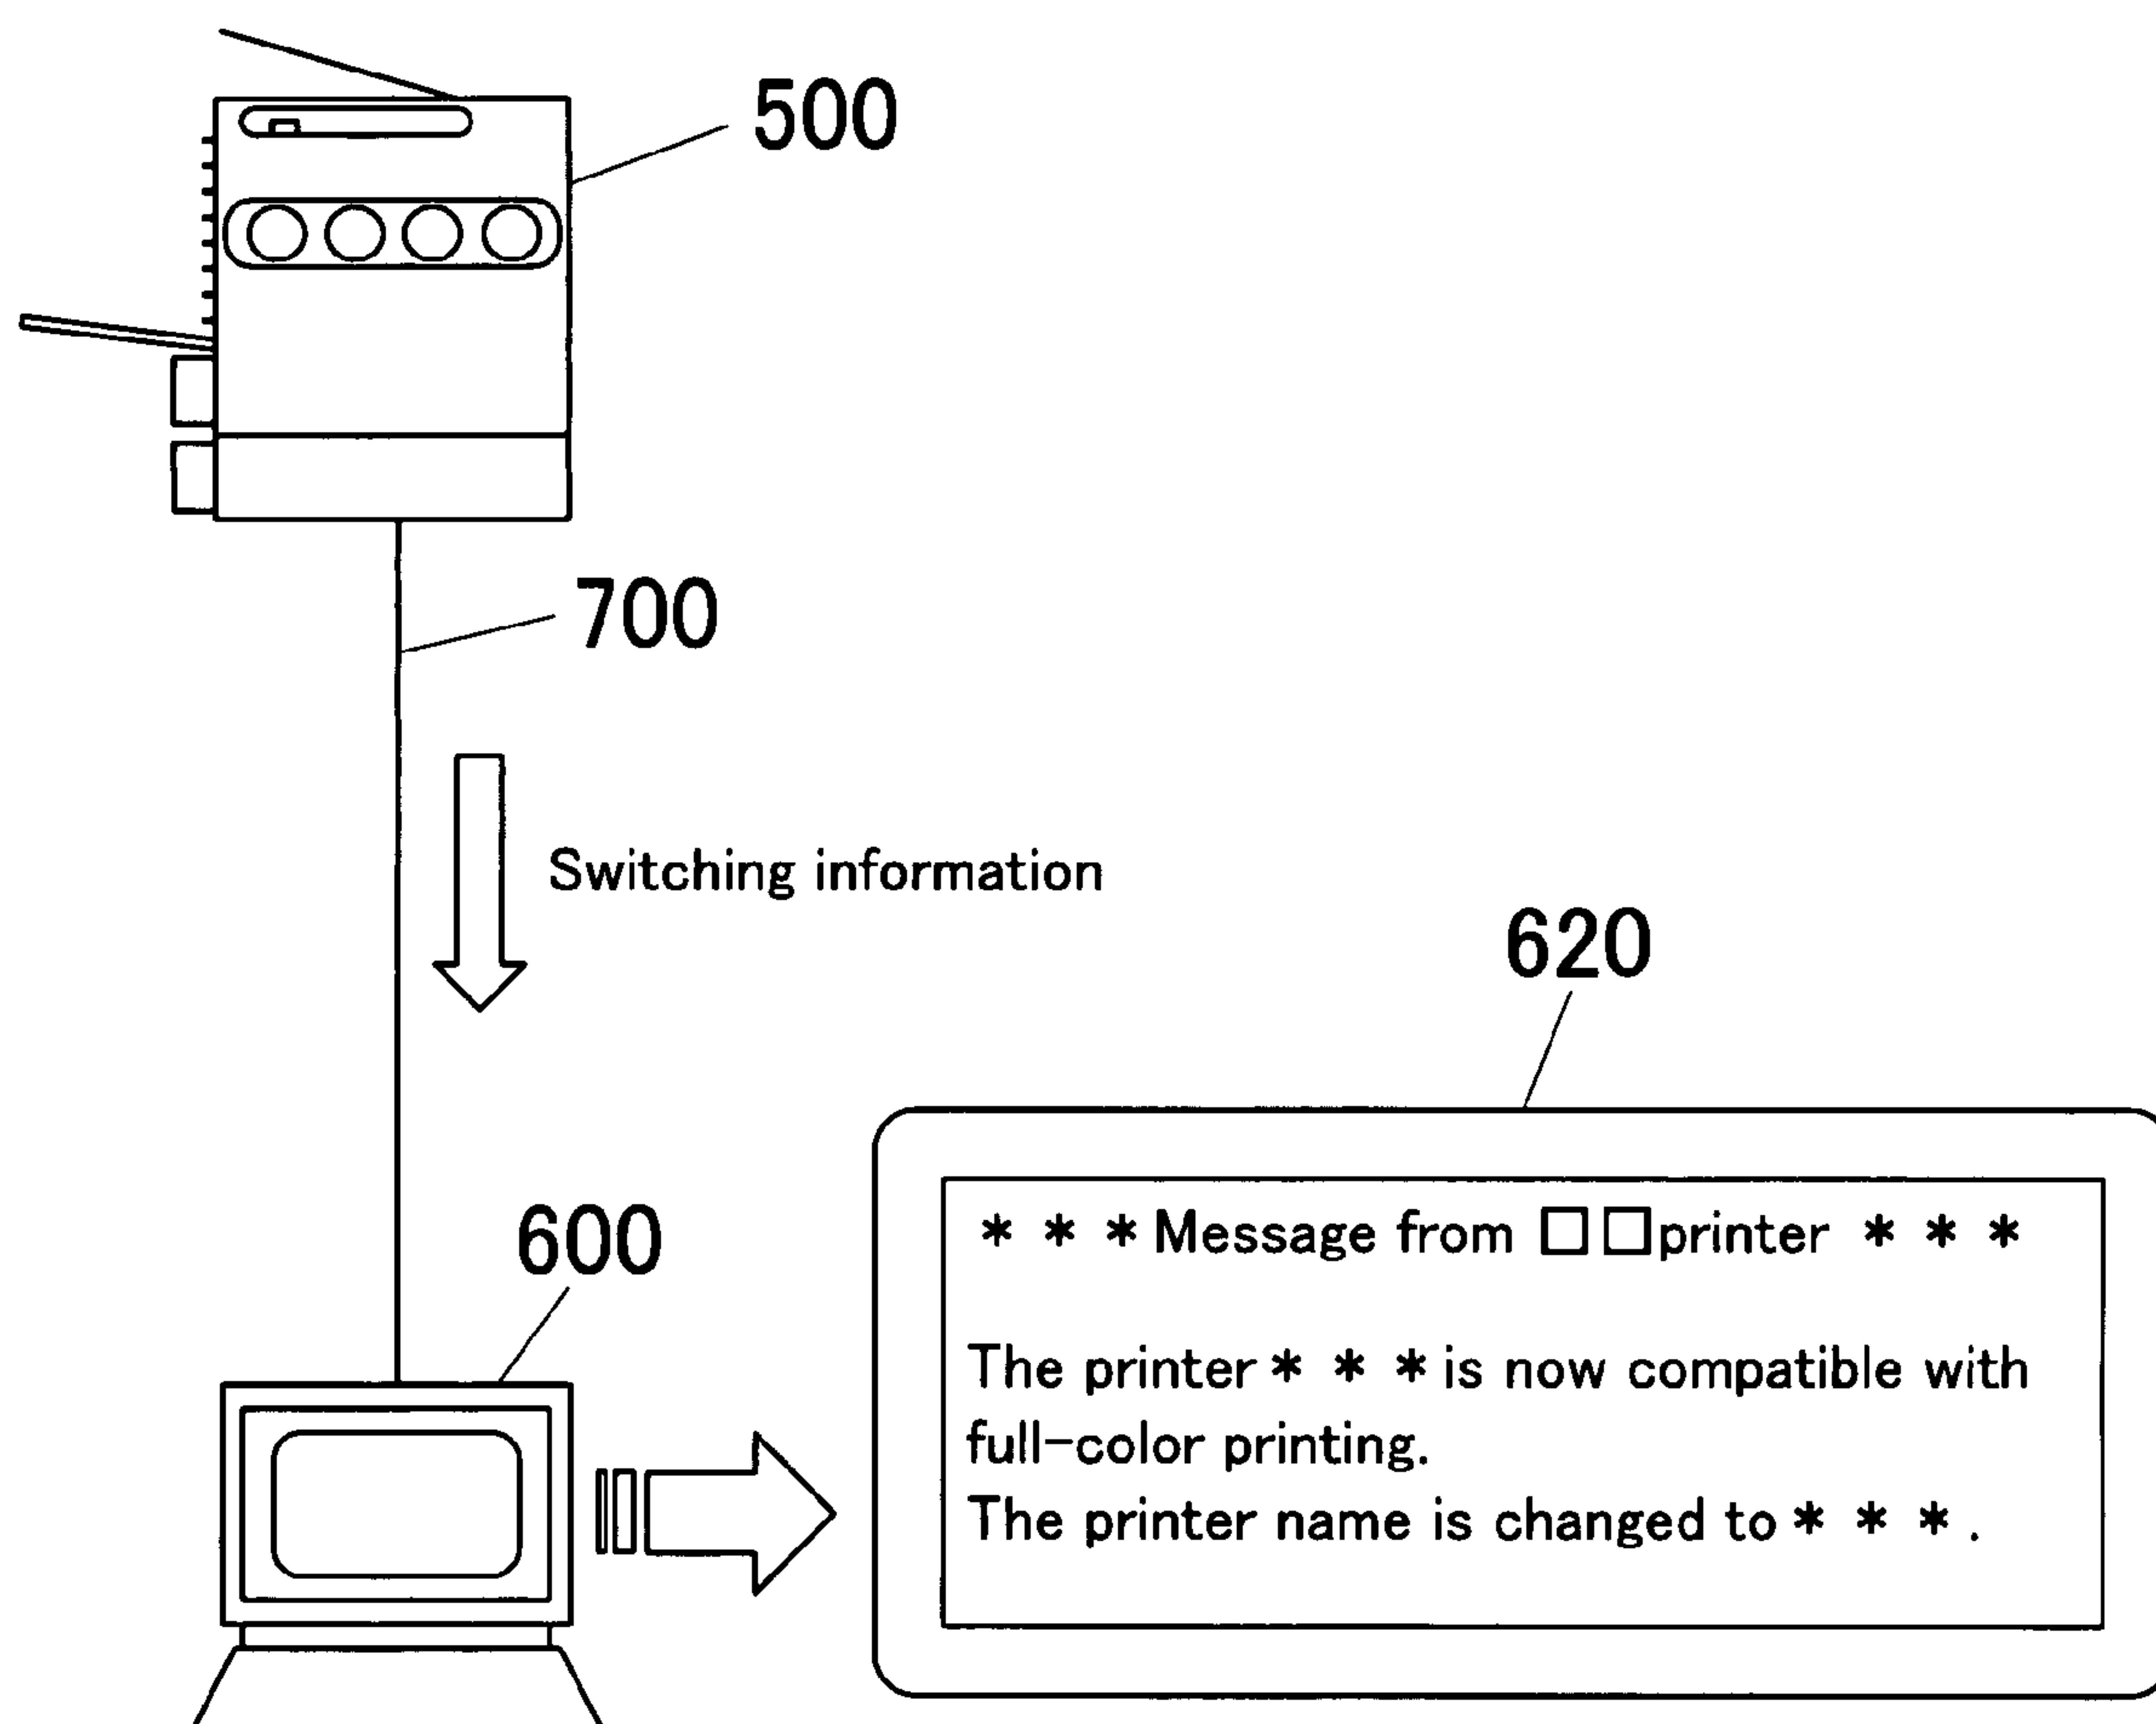 500
700
Switching information
620
600
* * * Message from □ □ printer * * *
The printer * * * is now compatible with
full-color printing.
The printer name is changed to * * * .